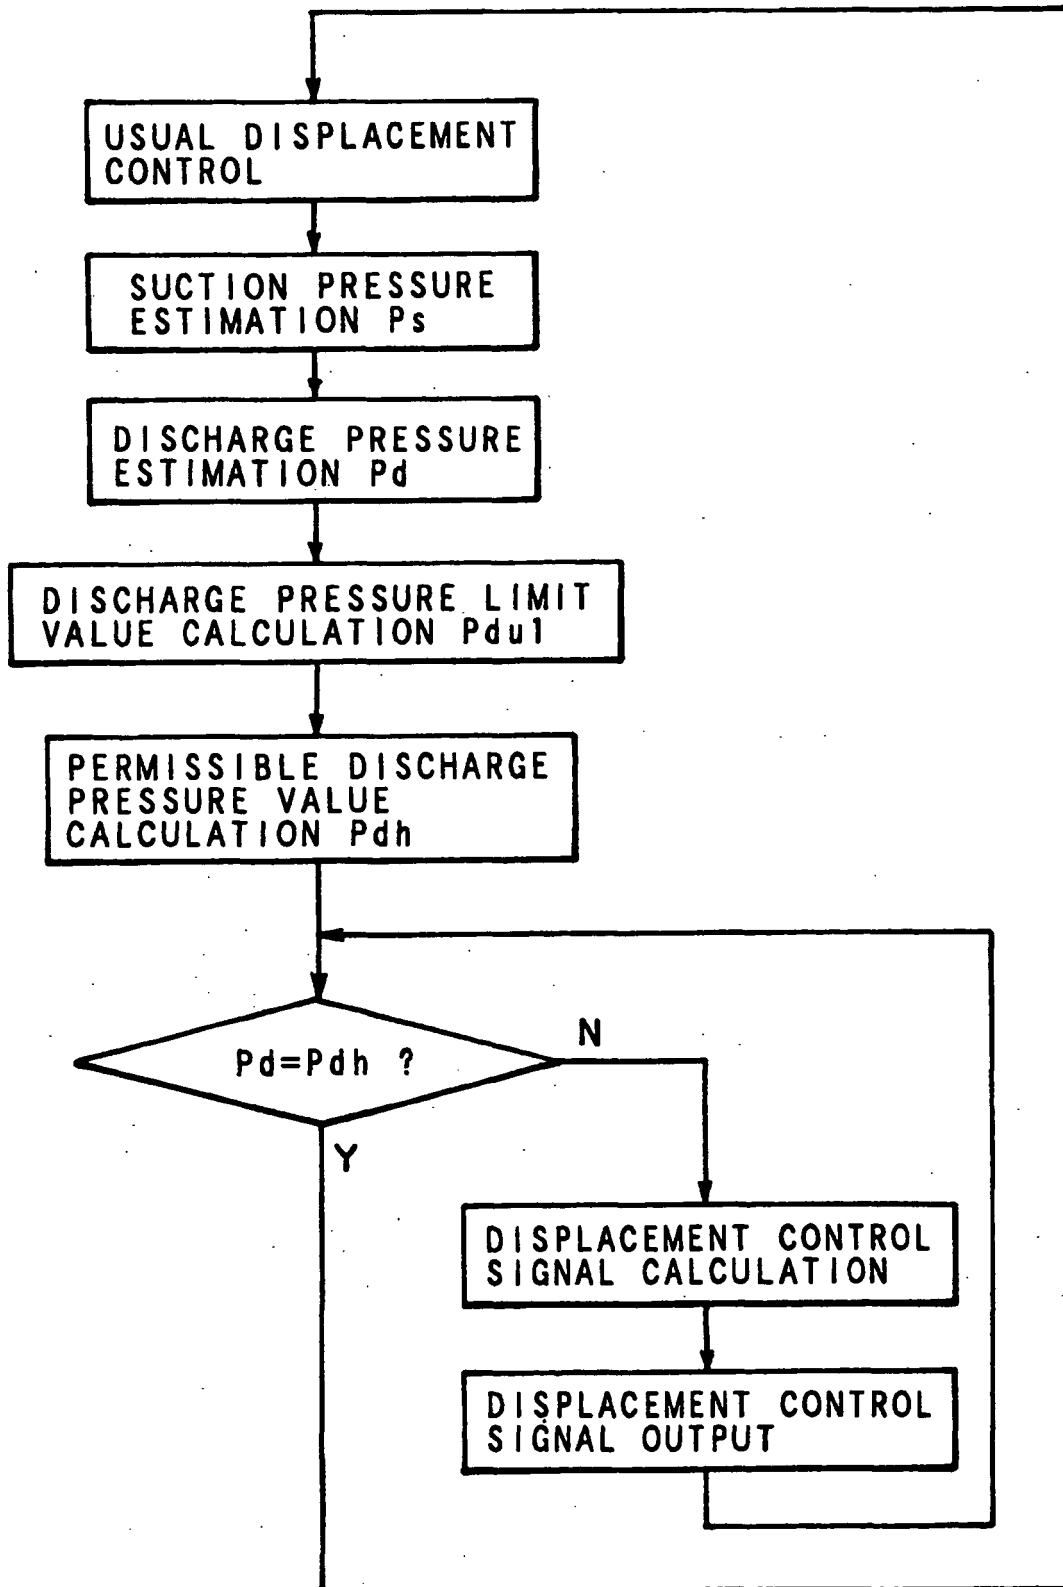 USUAL DISPLACEMENT
CONTROL
SUCTION PRESSURE
ESTIMATION Ps
DISCHARGE PRESSURE
ESTIMATION Pd
DISCHARGE PRESSURE LIMIT
VALUE CALCULATION Pdu1
PERMISSIBLE DISCHARGE
PRESSURE VALUE
CALCULATION Pdh
Pd=Pdh ?
N
Y
DISPLACEMENT CONTROL
SIGNAL CALCULATION
DISPLACEMENT CONTROL
SIGNAL OUTPUT